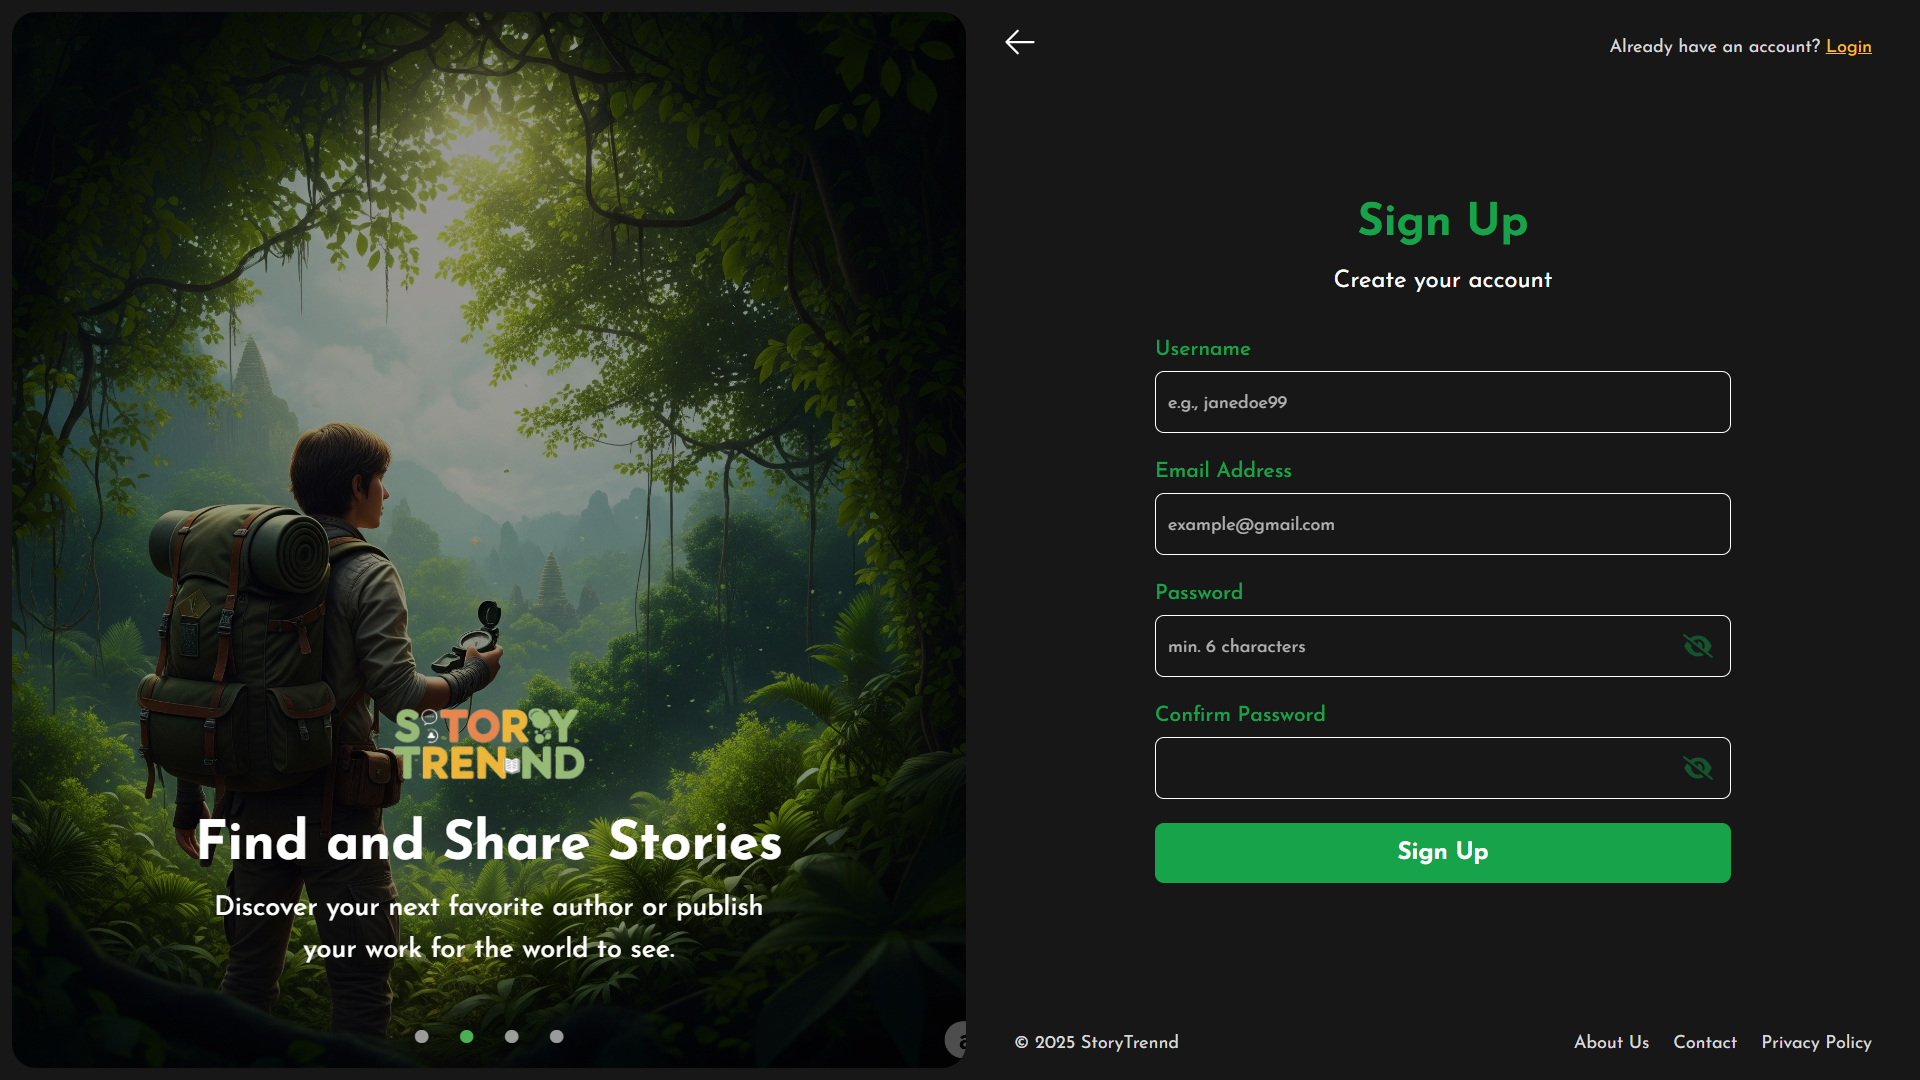 STORY
TRENND
Find and Share Stories
Discover your next favorite author or publish
your work for the world to see.
Already have an account? Login
Sign Up
Create your account
Username
e.g., janedoe99
Email Address
example@gmail.com
Password
min. 6 characters
Confirm Password
Sign Up
© 2025 StoryTrennd
About Us Contact Privacy Policy